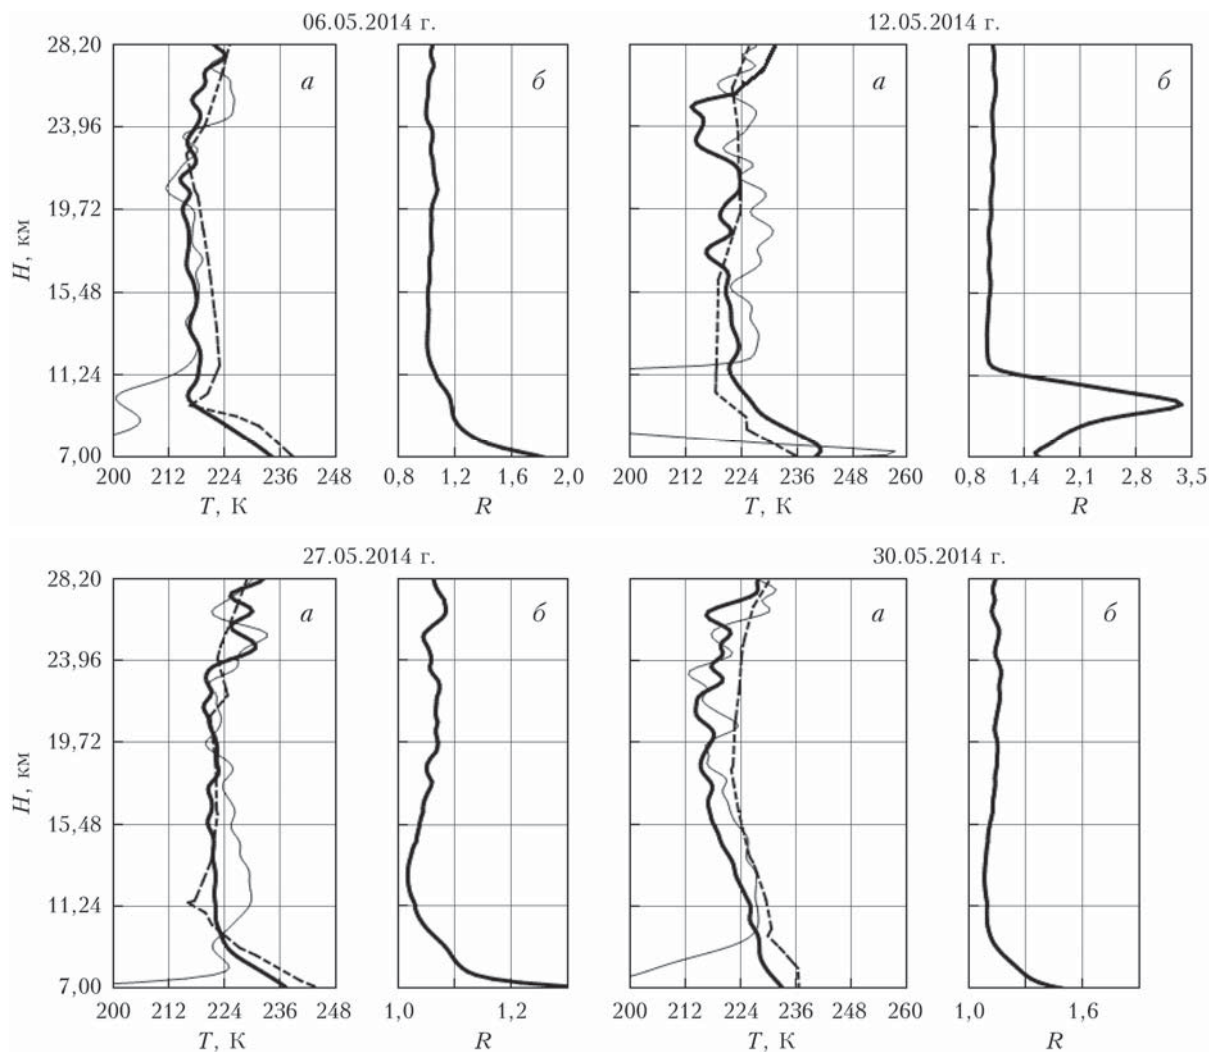 06.05.2014 г. 12.05.2014 г.
28,20 а б а б
23,96
19,72
H, км
15,48
11,24
7,00
200 212 224 236 248 0,8 1,2 1,6 2,0 200 212 224 236 248 260 0,8 1,4 2,1 2,8 3,5
T, К R T, К R
27.05.2014 г. 30.05.2014 г.
28,20 а б а б
23,96
19,72
H, км
15,48
11,24
7,00
200 212 224 236 248 1,0 1,2 200 212 224 236 248 260 1,0 1,6
T, К R T, К R